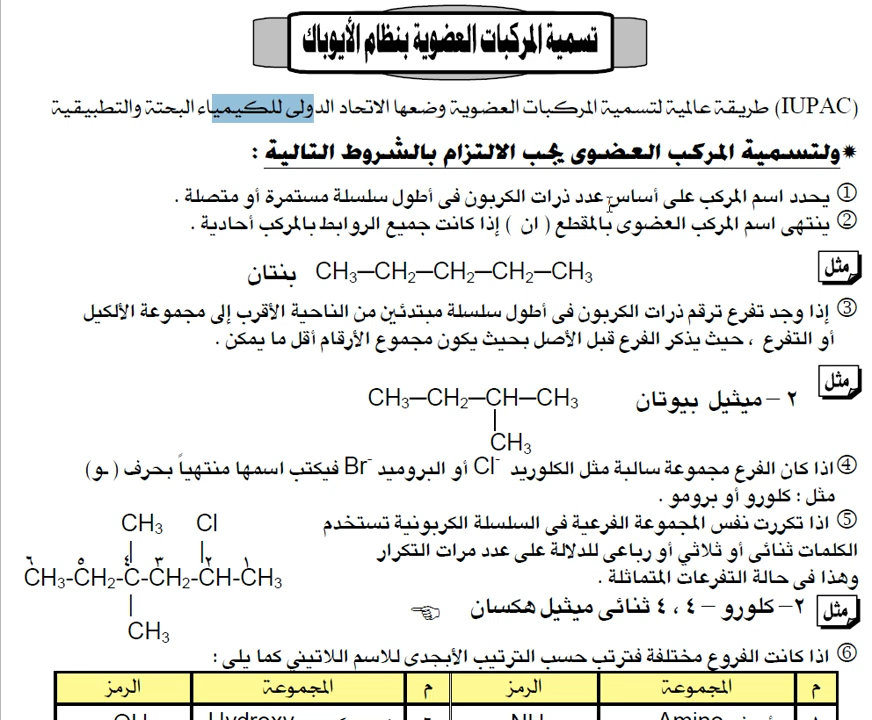 تسمية المركبات العضوية بنظام الأيوباك
(IUPAC) طريقة عالمية لتسمية المركبات العضوية وضعها الاتحاد الدولى للكيمياء البحتة والتطبيقية
✷ولتسمية المركب العضوى يجب الالتزام بالشروط التالية :
① يحدد اسم المركب على أساس عدد ذرات الكربون فى أطول سلسلة مستمرة أو متصلة .
② ينتهى اسم المركب العضوى بالمقطع ( ان ) إذا كانت جميع الروابط بالمركب أحادية .
مثل
CH₃–CH₂–CH₂–CH₂–CH₃ بنتان
③ إذا وجد تفرع ترقم ذرات الكربون فى أطول سلسلة مبتدئين من الناحية الأقرب إلى مجموعة الألكيل
أو التفرع ، حيث يذكر الفرع قبل الأصل بحيث يكون مجموع الأرقام أقل ما يمكن .
مثل
٢ – ميثيل بيوتان CH₃–CH₂–CH–CH₃
CH₃
④ اذا كان الفرع مجموعة سالبة مثل الكلوريد Cl⁻ أو البروميد Br⁻ فيكتب اسمها منتهياً بحرف ( ـو)
مثل : كلورو أو برومو .
⑤ اذا تكررت نفس المجموعة الفرعية فى السلسلة الكربونية تستخدم
الكلمات ثنائى أو ثلاثي أو رباعى للدلالة على عدد مرات التكرار
وهذا فى حالة التفرعات المتماثلة .
CH₃ Cl
٦ ٥ ٤ ٣ ٢ ١
CH₃-CH₂-C-CH₂-CH-CH₃
CH₃
مثل
٢– كلورو – ٤ ، ٤ ثنائى ميثيل هكسان
⑥ اذا كانت الفروع مختلفة فترتب حسب الترتيب الأبجدى للاسم اللاتيني كما يلى :
م المجموعة الرمز م المجموعة الرمز